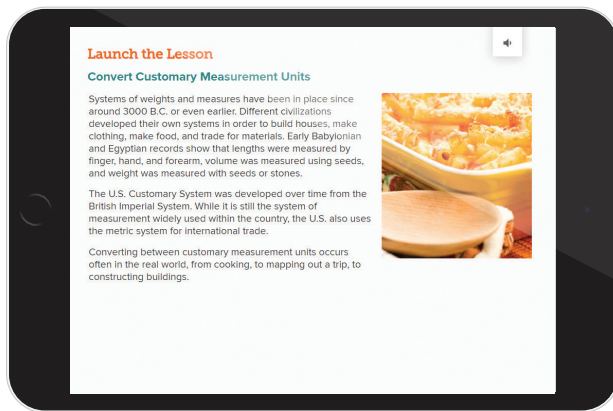 Launch the Lesson
Convert Customary Measurement Units
Systems of weights and measures have been in place since
around 3000 B.C. or even earlier. Different civilizations
developed their own systems in order to build houses, make
clothing, make food, and trade for materials. Early Babylonian
and Egyptian records show that lengths were measured by
finger, hand, and forearm, volume was measured using seeds,
and weight was measured with seeds or stones.
The U.S. Customary System was developed over time from the
British Imperial System. While it is still the system of
measurement widely used within the country, the U.S. also uses
the metric system for international trade.
Converting between customary measurement units occurs
often in the real world, from cooking, to mapping out a trip, to
constructing buildings.